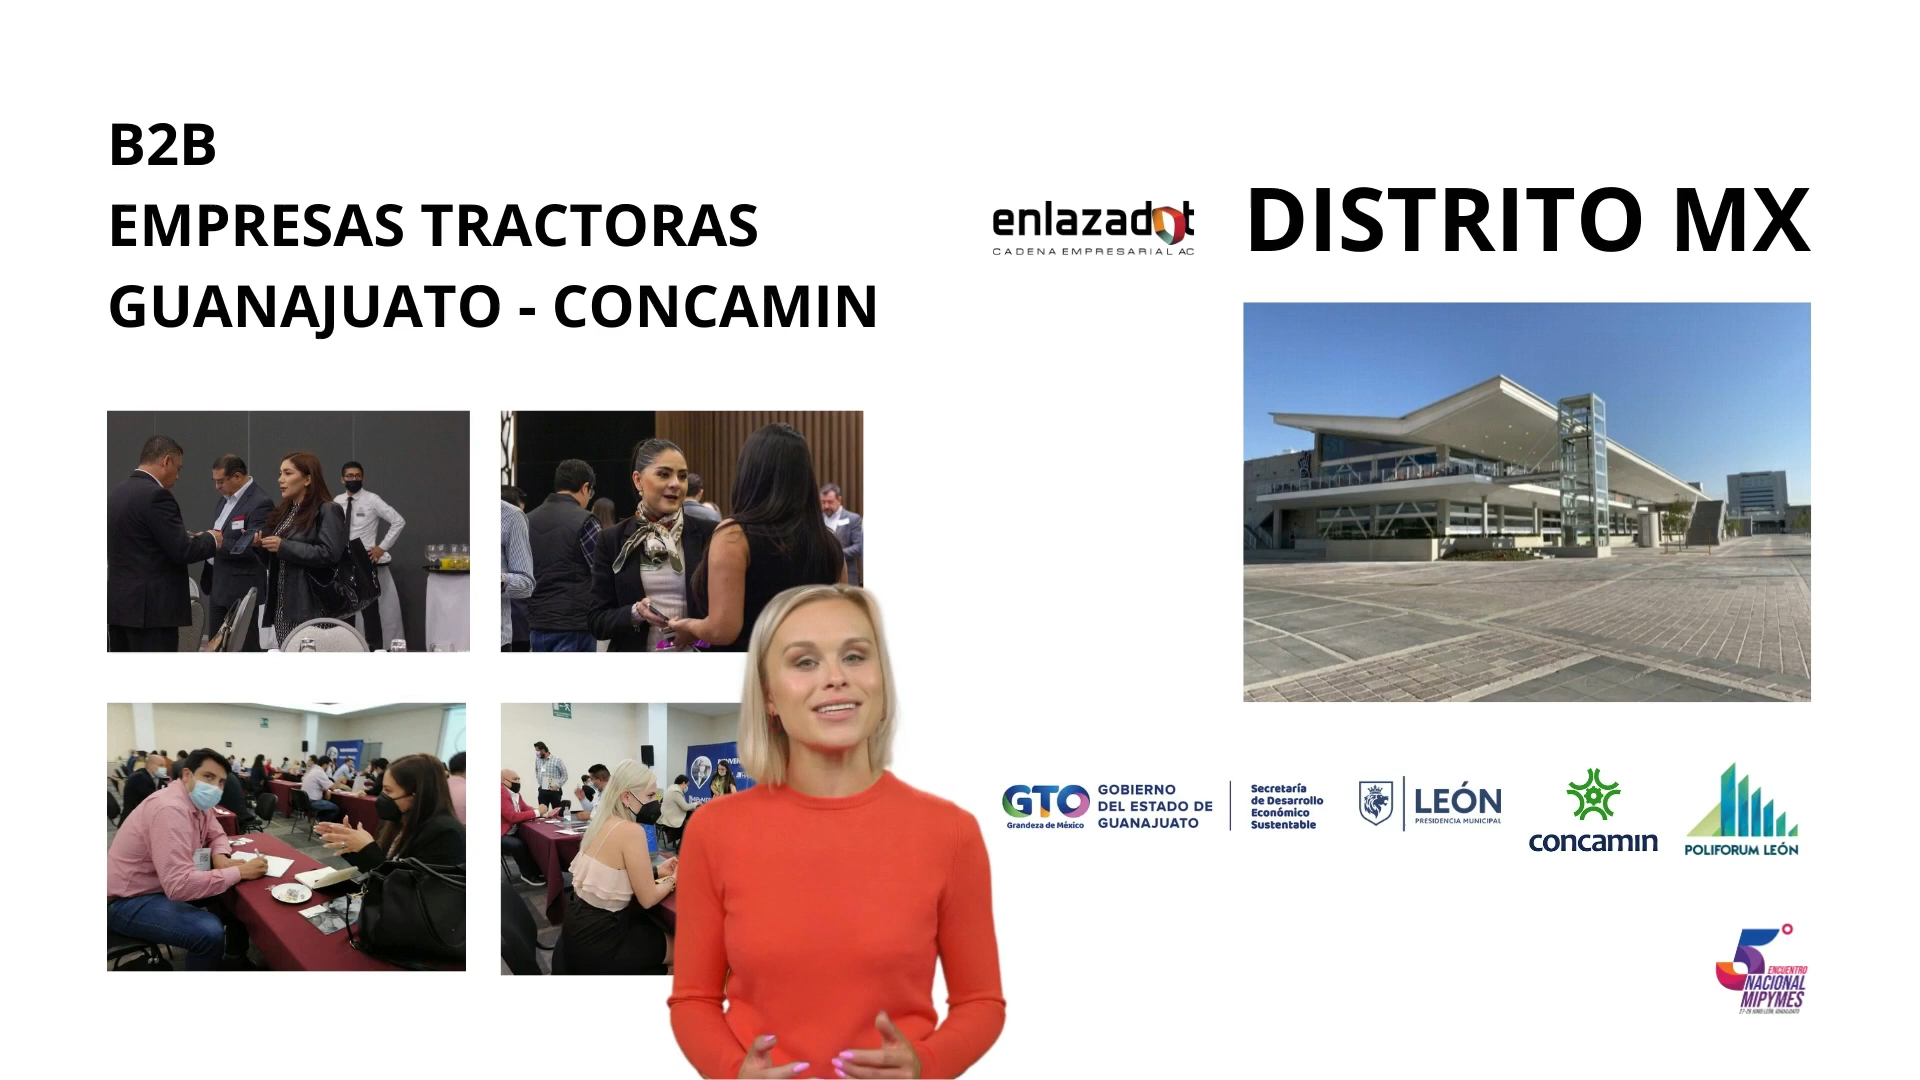 B2B
EMPRESAS TRACTORAS
GUANAJUATO - CONCAMIN
enlazadot
CADENA EMPRESARIAL AC
DISTRITO MX
GTO
Grandeza de México
GOBIERNO
DEL ESTADO DE
GUANAJUATO
Secretaría
de Desarrollo
Económico
Sustentable
LEÓN
PRESIDENCIA MUNICIPAL
concamin
POLIFORUM LEÓN
5°
ENCUENTRO
NACIONAL
MIPYMES